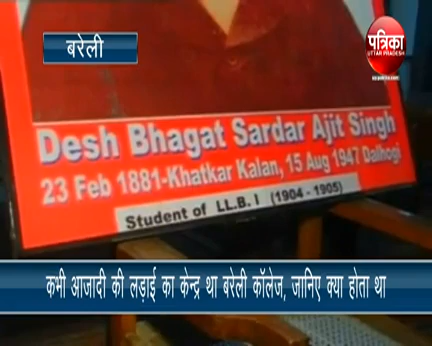 बरेली
पत्रिका
UTTAR PRADESH
Desh Bhagat Sardar Ajit Singh
23 Feb 1881-Khatkar Kalan, 15 Aug 1947 Dalhogi
Student of LL.B. I (1904 - 1905)
कभी आजादी की लड़ाई का केन्द्र था बरेली कॉलेज, जानिए क्या होता था